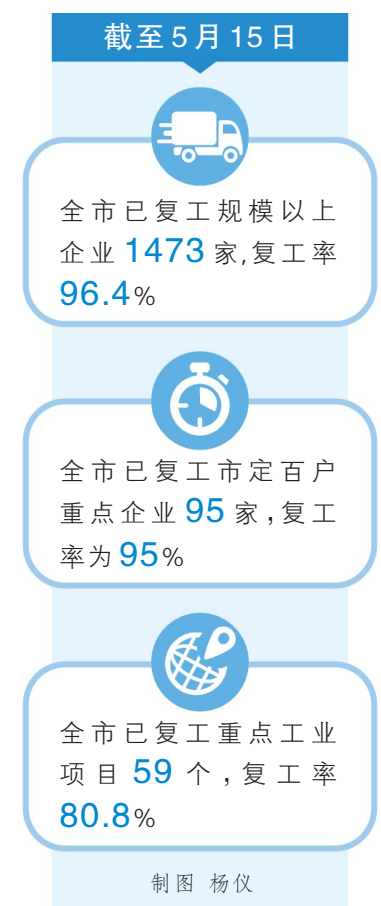 截至5月15日
全市已复工规模以上
企业1473家,复工率
96.4%
全市已复工市定百户
重点企业95家,复工
率为95%
全市已复工重点工业
项目59个,复工率
80.8%
制图 杨仪